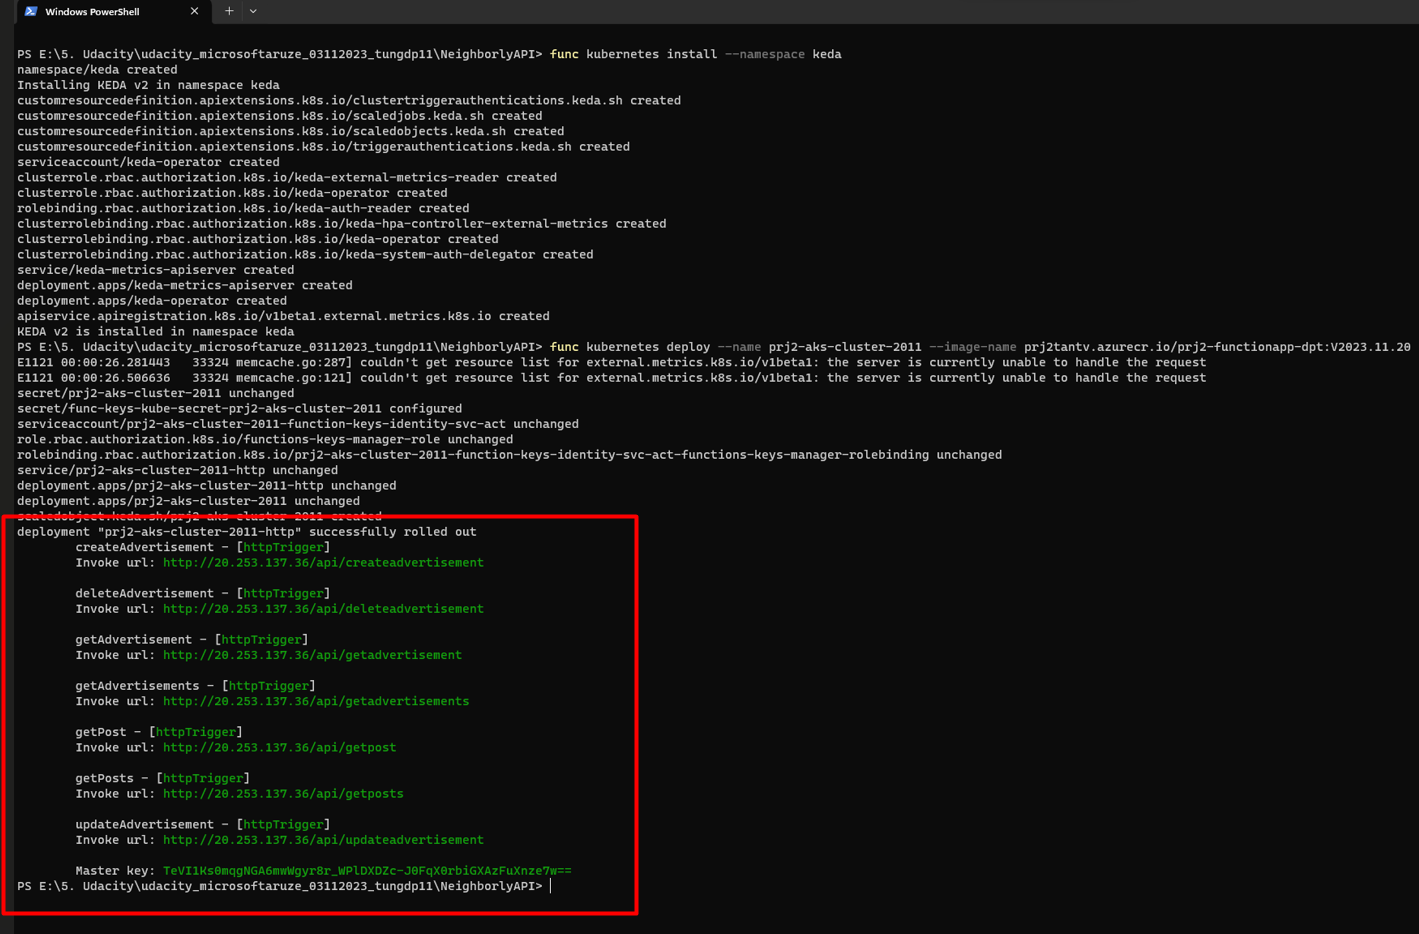 Windows PowerShell
PS E:\5. Udacity\udacity_microsoftaruze_03112023_tungdp11\NeighborlyAPI> func kubernetes install --namespace keda
namespace/keda created
Installing KEDA v2 in namespace keda
customresourcedefinition.apiextensions.k8s.io/clustertriggerauthentications.keda.sh created
customresourcedefinition.apiextensions.k8s.io/scaledjobs.keda.sh created
customresourcedefinition.apiextensions.k8s.io/scaledobjects.keda.sh created
customresourcedefinition.apiextensions.k8s.io/triggerauthentications.keda.sh created
serviceaccount/keda-operator created
clusterrole.rbac.authorization.k8s.io/keda-external-metrics-reader created
clusterrole.rbac.authorization.k8s.io/keda-operator created
rolebinding.rbac.authorization.k8s.io/keda-auth-reader created
clusterrolebinding.rbac.authorization.k8s.io/keda-hpa-controller-external-metrics created
clusterrolebinding.rbac.authorization.k8s.io/keda-operator created
clusterrolebinding.rbac.authorization.k8s.io/keda-system-auth-delegator created
service/keda-metrics-apiserver created
deployment.apps/keda-metrics-apiserver created
deployment.apps/keda-operator created
apiservice.apiregistration.k8s.io/v1beta1.external.metrics.k8s.io created
KEDA v2 is installed in namespace keda
PS E:\5. Udacity\udacity_microsoftaruze_03112023_tungdp11\NeighborlyAPI> func kubernetes deploy --name prj2-aks-cluster-2011 --image-name prj2tantv.azurecr.io/prj2-functionapp-dpt:V2023.11.20
E1121 00:00:26.281443   33324 memcache.go:287] couldn't get resource list for external.metrics.k8s.io/v1beta1: the server is currently unable to handle the request
E1121 00:00:26.506636   33324 memcache.go:121] couldn't get resource list for external.metrics.k8s.io/v1beta1: the server is currently unable to handle the request
secret/prj2-aks-cluster-2011 unchanged
secret/func-keys-kube-secret-prj2-aks-cluster-2011 configured
serviceaccount/prj2-aks-cluster-2011-function-keys-identity-svc-act unchanged
role.rbac.authorization.k8s.io/functions-keys-manager-role unchanged
rolebinding.rbac.authorization.k8s.io/prj2-aks-cluster-2011-function-keys-identity-svc-act-functions-keys-manager-rolebinding unchanged
service/prj2-aks-cluster-2011-http unchanged
deployment.apps/prj2-aks-cluster-2011-http unchanged
deployment.apps/prj2-aks-cluster-2011 unchanged
scaledobject.keda.sh/prj2-aks-cluster-2011 created
deployment "prj2-aks-cluster-2011-http" successfully rolled out
createAdvertisement - [httpTrigger]
Invoke url: http://20.253.137.36/api/createadvertisement
deleteAdvertisement - [httpTrigger]
Invoke url: http://20.253.137.36/api/deleteadvertisement
getAdvertisement - [httpTrigger]
Invoke url: http://20.253.137.36/api/getadvertisement
getAdvertisements - [httpTrigger]
Invoke url: http://20.253.137.36/api/getadvertisements
getPost - [httpTrigger]
Invoke url: http://20.253.137.36/api/getpost
getPosts - [httpTrigger]
Invoke url: http://20.253.137.36/api/getposts
updateAdvertisement - [httpTrigger]
Invoke url: http://20.253.137.36/api/updateadvertisement
Master key: TeVI1Ks0mqgNGA6mwWgyr8r_WPlDXDZc-J0FqX0rbiGXAzFuXnze7w==
PS E:\5. Udacity\udacity_microsoftaruze_03112023_tungdp11\NeighborlyAPI>